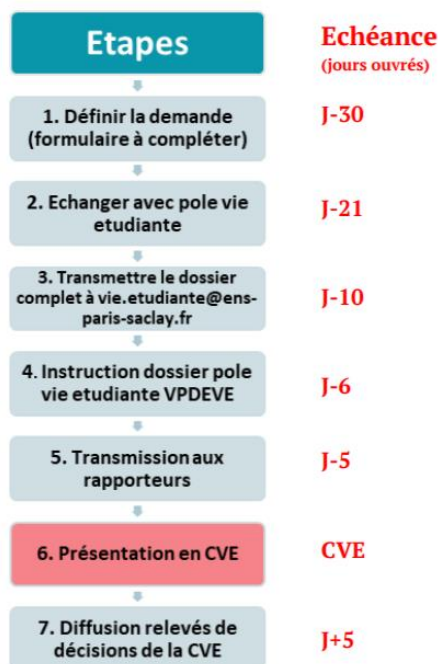 Etapes
Echéance
(jours ouvrés)
1. Définir la demande
(formulaire à compléter)
J-30
2. Echanger avec pole vie
etudiante
J-21
3. Transmettre le dossier
complet à vie.etudiante@ens-
paris-saclay.fr
J-10
4. Instruction dossier pole
vie etudiante VPDEVE
J-6
5. Transmission aux
rapporteurs
J-5
6. Présentation en CVE
CVE
7. Diffusion relevés de
décisions de la CVE
J+5